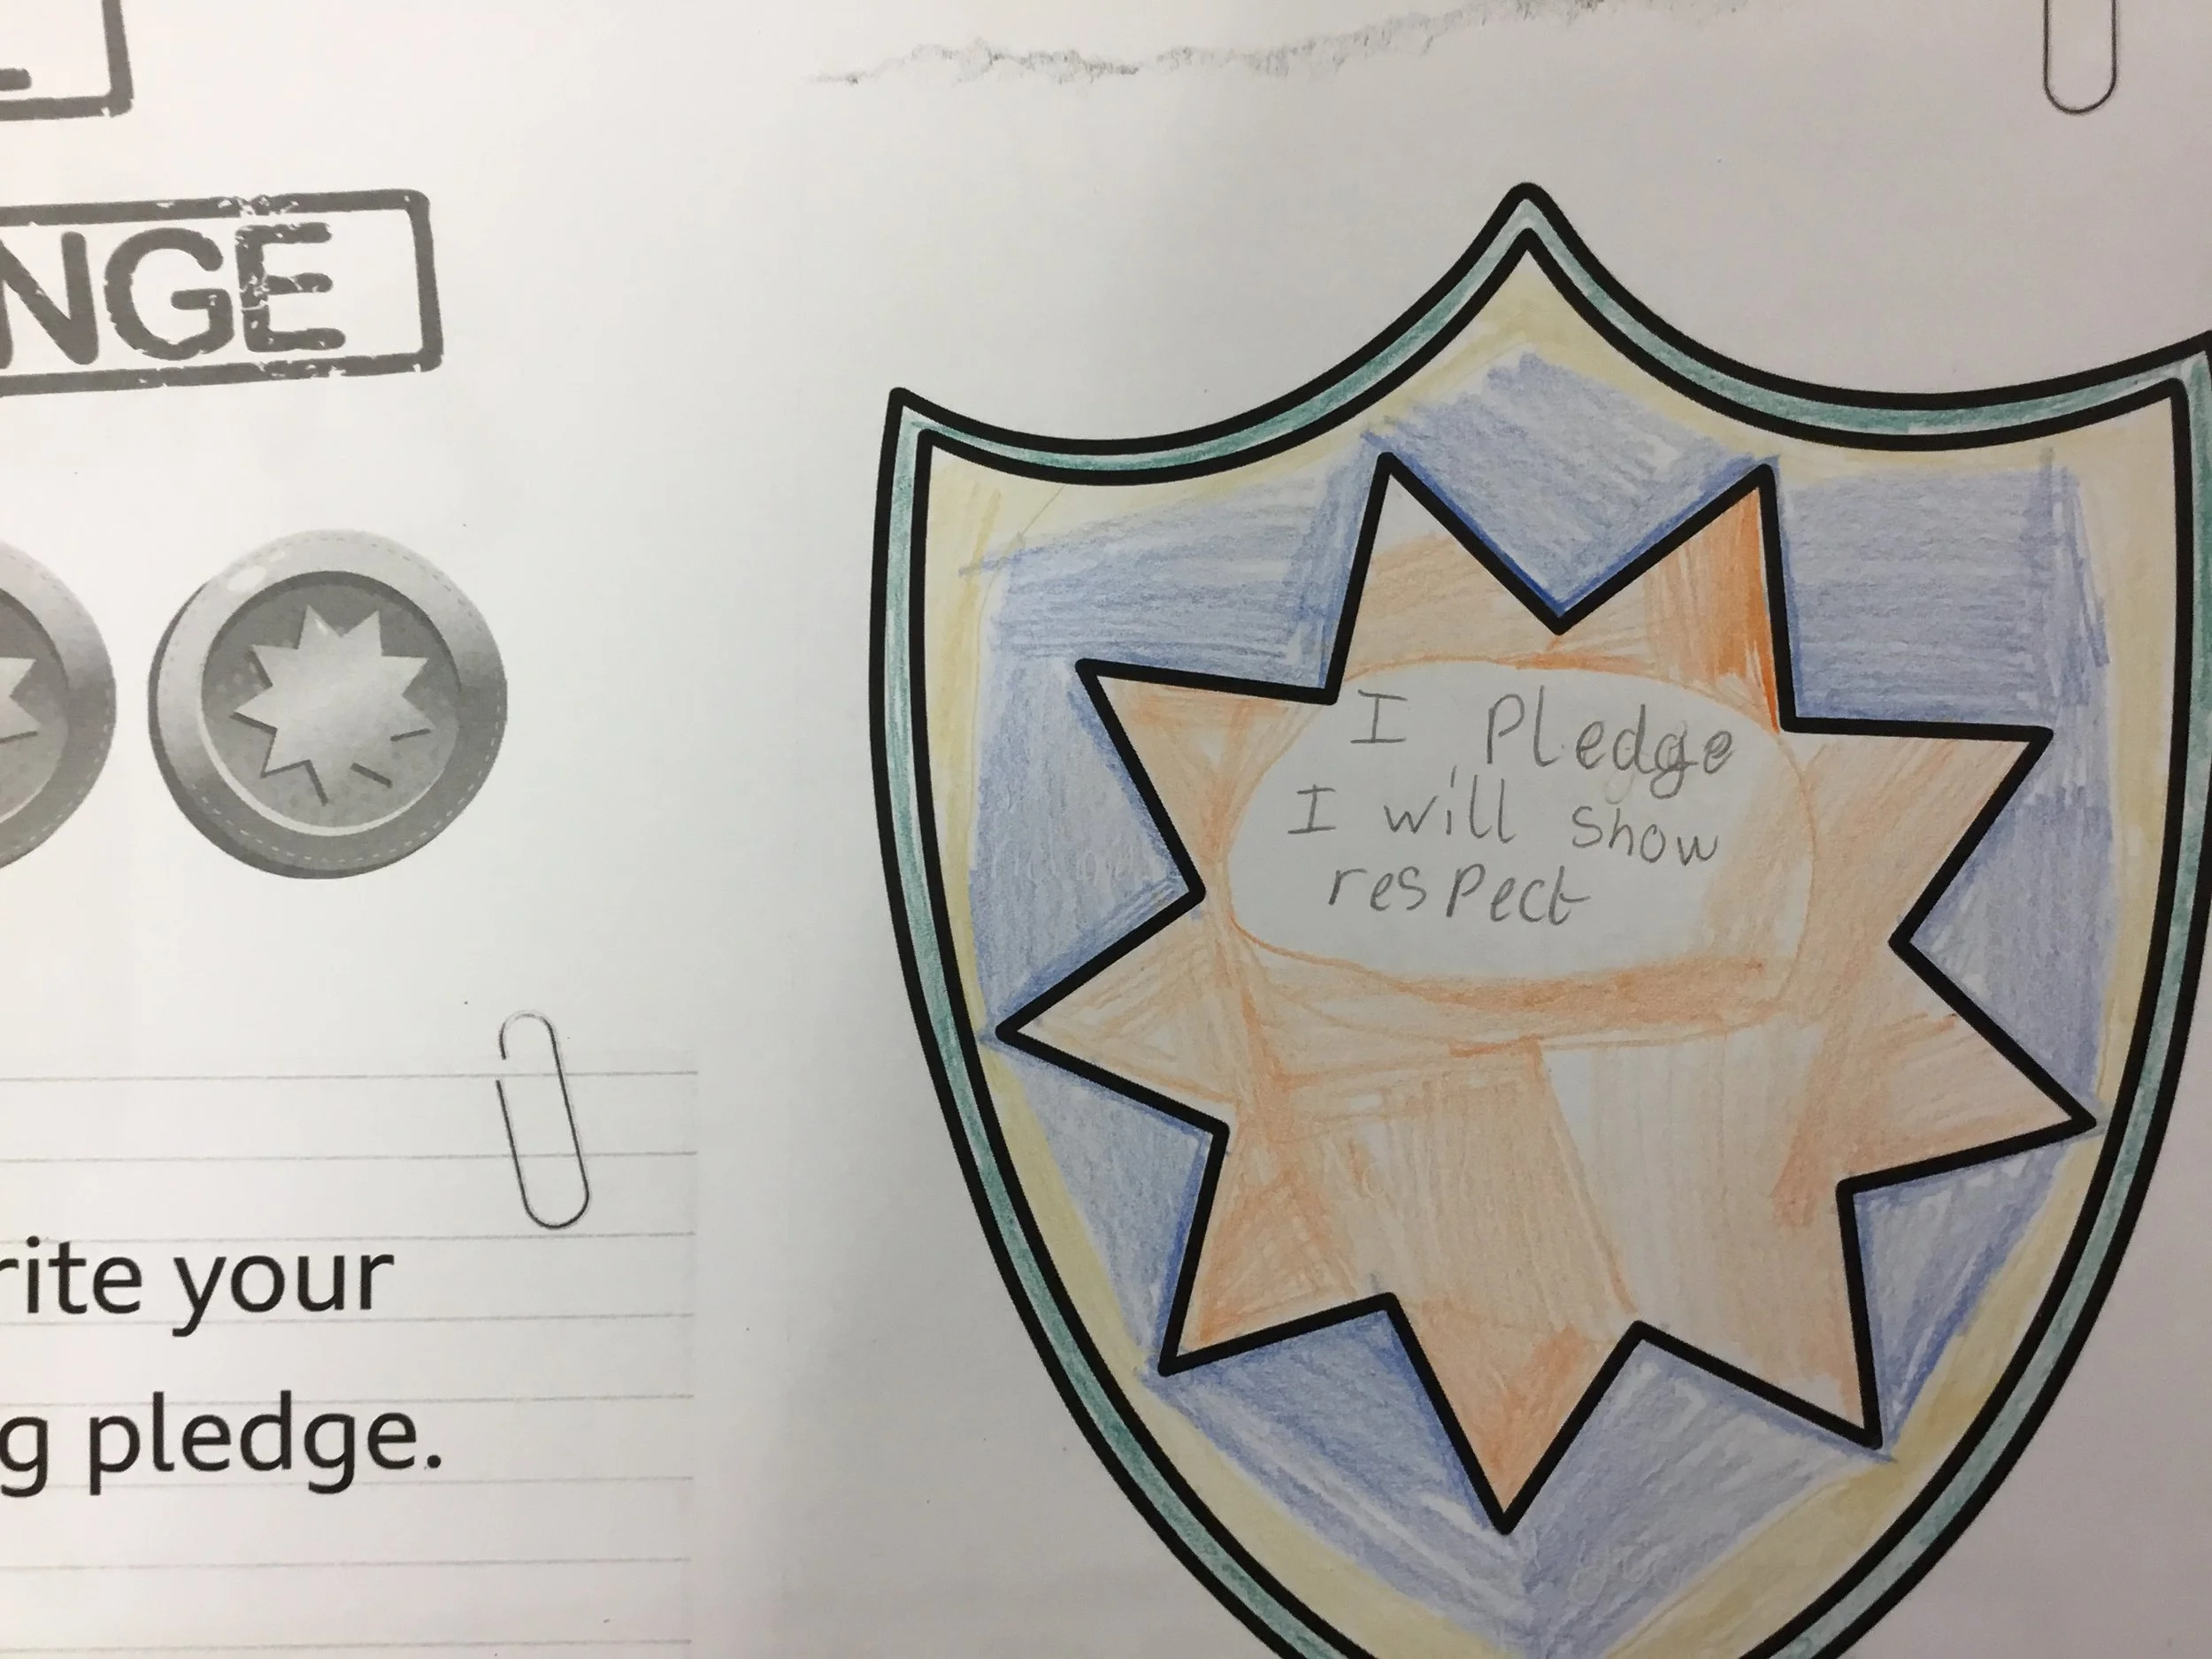 NGE
rite your
g pledge.
I Pledge
I will show
respect